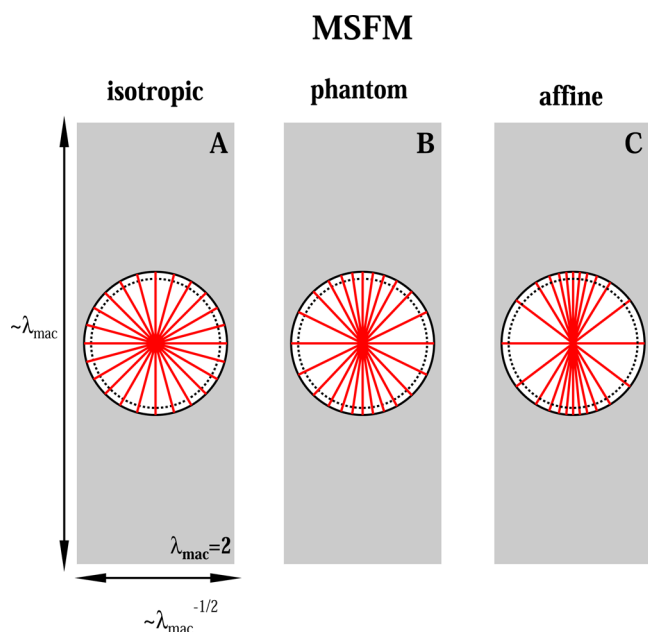 MSFM
isotropic
phantom
affine
A
B
C
~λmac
λmac=2
~λmac-1/2